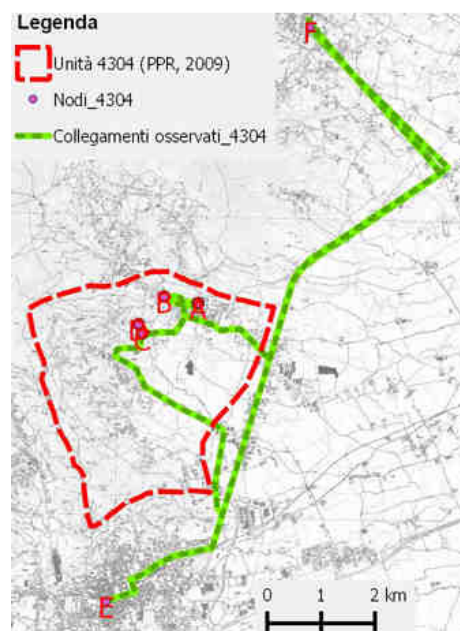 Legenda
Unità 4304 (PPR, 2009)
Nodi_4304
Collegamenti osservati_4304
F
B
A
D
C
E
0 1 2 km